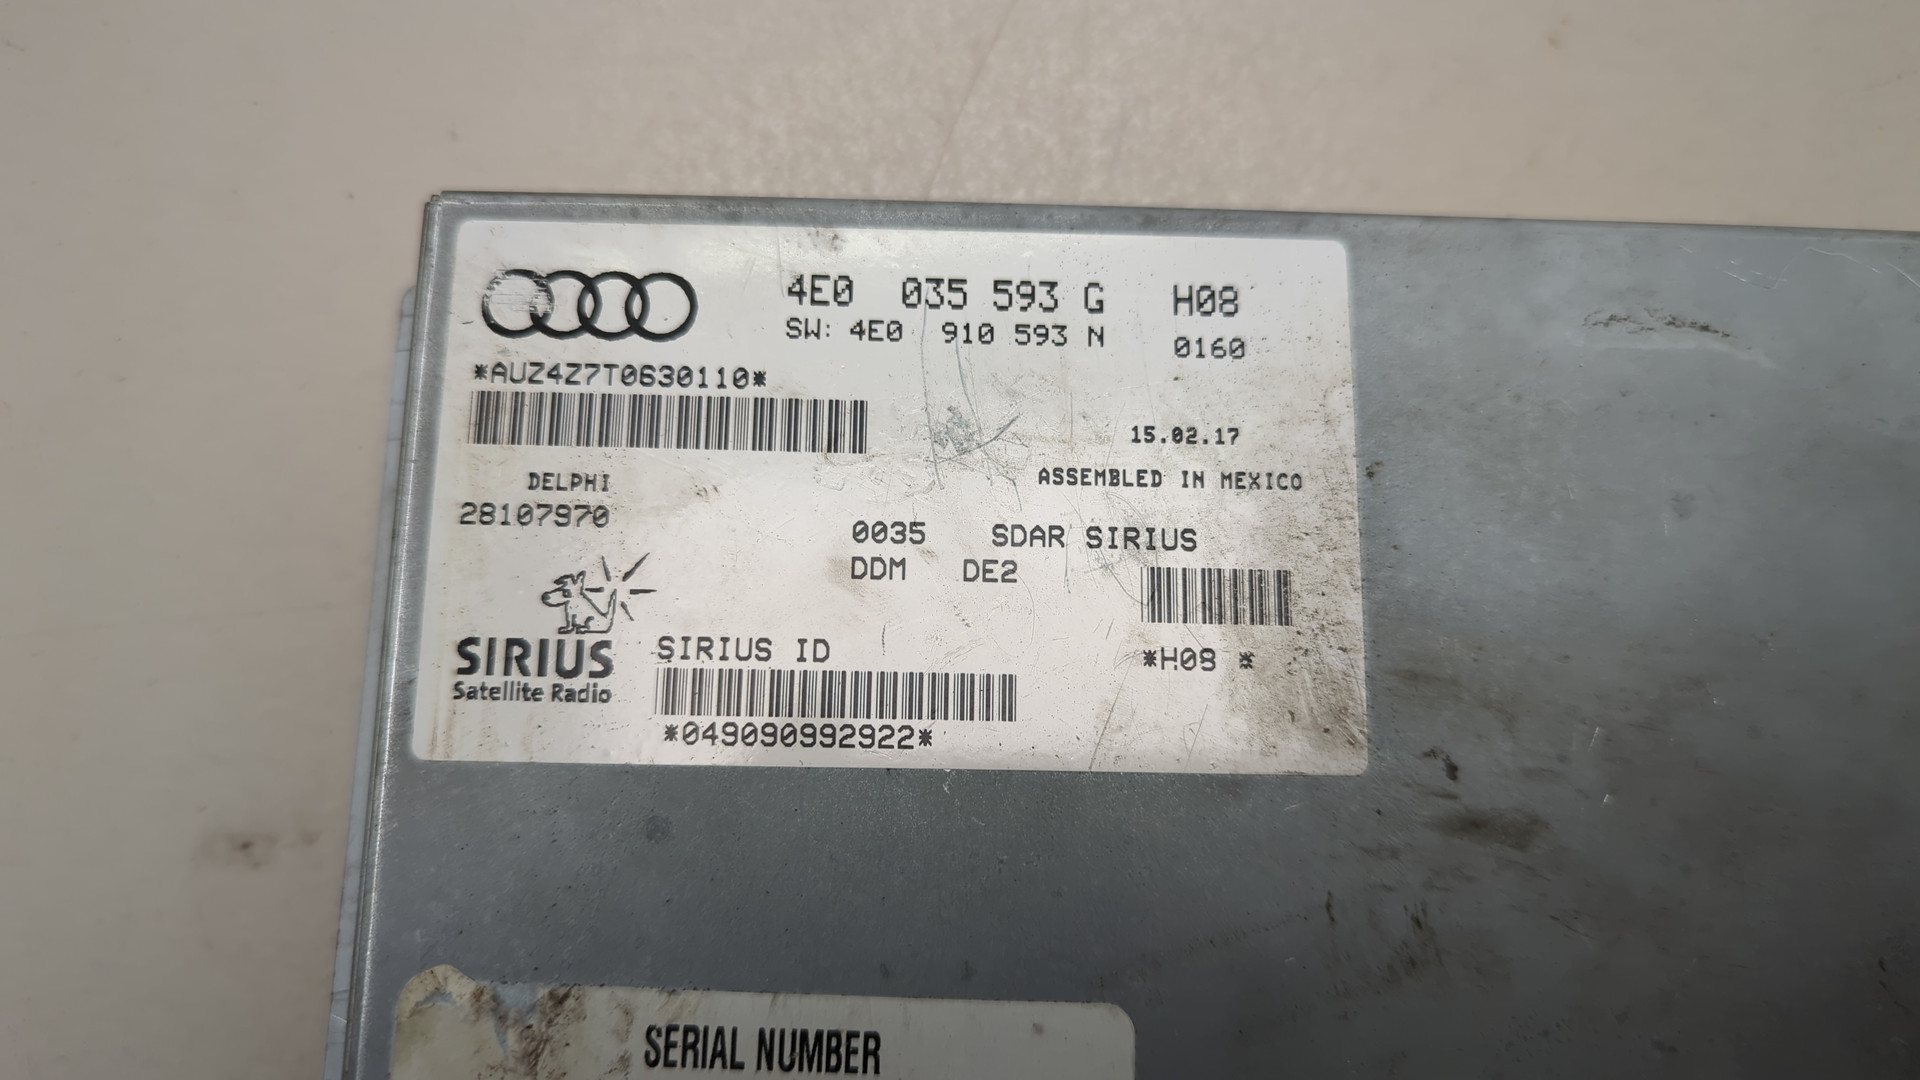 4E0 035 593 G H08
SW: 4E0 910 593 N 0160
*AUZ4Z7T0630110*
15.02.17
DELPHI ASSEMBLED IN MEXICO
28107970
0035 SDAR SIRIUS
DDM DE2
SIRIUS
Satellite Radio
SIRIUS ID
*H08 *
*049090992922*
SERIAL NUMBER